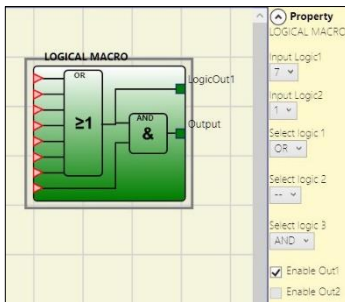 LOGICAL MACRO
OR
≥1
AND
&
LogicOut1
Output
Property
LOGICAL MACRO
Input Logic1
7
Input Logic2
1
Select logic 1
OR
Select logic 2
--
Select logic 3
AND
Enable Out1
Enable Out2